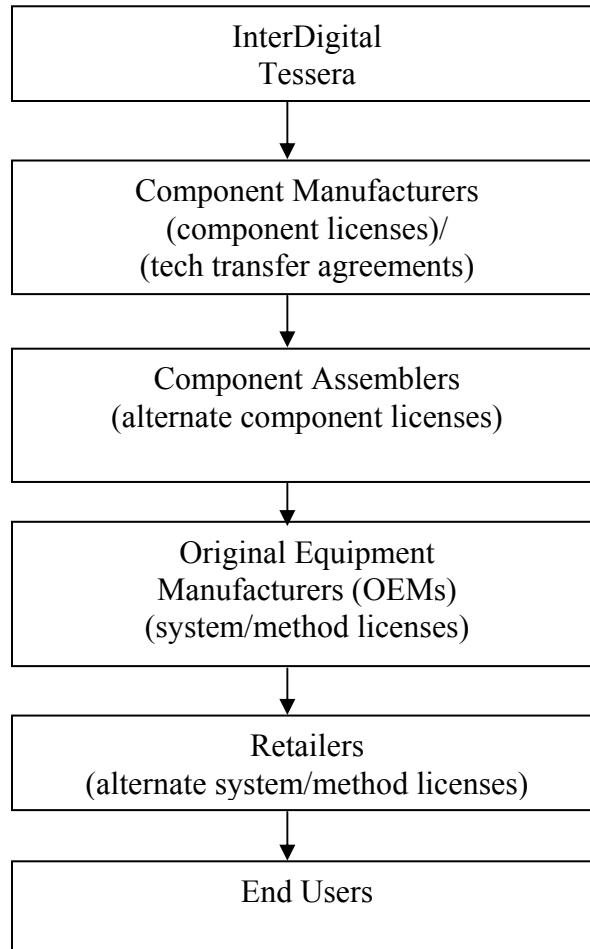 InterDigital
Tessera
Component Manufacturers
(component licenses)/
(tech transfer agreements)
Component Assemblers
(alternate component licenses)
Original Equipment
Manufacturers (OEMs)
(system/method licenses)
Retailers
(alternate system/method licenses)
End Users